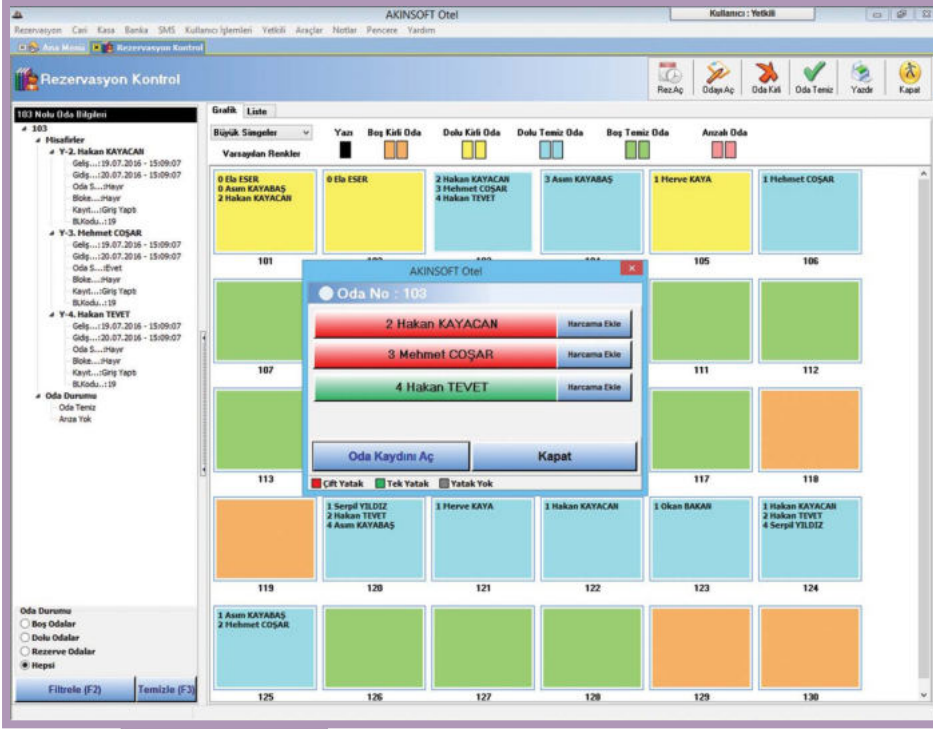 AKINSOFT Otel
Kullanıcı : Yetkili
Rezervasyon Cari Kasa Banka SMS Kullanıcı İşlemleri Yetkili Araçlar Notlar Pencere Yardım
Ana Menü Rezervasyon Kontrol
Rezervasyon Kontrol
Rez.Aç Odayı Aç Oda Kirli Oda Temiz Yazdır Kapat
103 Nolu Oda Bilgileri
103
Misafirler
Y-2. Hakan KAYACAN
Geliş...:19.07.2016 - 15:09:07
Gidiş...:20.07.2016 - 15:09:07
Oda S...:Hayır
Bloke....:Hayır
Kayıt...:Giriş Yaptı
BLKodu..:19
Y-3. Mehmet COŞAR
Geliş...:19.07.2016 - 15:09:07
Gidiş...:20.07.2016 - 15:09:07
Oda S...:Evet
Bloke....:Hayır
Kayıt...:Giriş Yaptı
BLKodu..:19
Y-4. Hakan TEVET
Geliş...:19.07.2016 - 15:09:07
Gidiş...:20.07.2016 - 15:09:07
Oda S...:Hayır
Bloke....:Hayır
Kayıt...:Giriş Yaptı
BLKodu..:19
Oda Durumu
Oda Temiz
Arıza Yok
Oda Durumu
Boş Odalar
Dolu Odalar
Rezerve Odalar
Hepsi
Filtrele (F2) Temizle (F3)
Grafik Liste
Büyük Simgeler
Varsayılan Renkler
Yazı Boş Kirli Oda Dolu Kirli Oda Dolu Temiz Oda Boş Temiz Oda Arızalı Oda
0 Ela ESER
0 Asım KAYABAŞ
2 Hakan KAYACAN
101
0 Ela ESER
2 Hakan KAYACAN
3 Mehmet COŞAR
4 Hakan TEVET
3 Asım KAYABAŞ
1 Merve KAYA
105
1 Mehmet COŞAR
106
AKINSOFT Otel
Oda No : 103
2 Hakan KAYACAN Harcama Ekle
3 Mehmet COŞAR Harcama Ekle
4 Hakan TEVET Harcama Ekle
Oda Kaydını Aç Kapat
Çift Yatak Tek Yatak Yatak Yok
107 111 112
113 117 118
119
1 Serpil YILDIZ
2 Hakan TEVET
4 Asım KAYABAŞ
120
1 Merve KAYA
121
1 Hakan KAYACAN
122
1 Okan BAKAN
123
1 Hakan KAYACAN
2 Hakan TEVET
4 Serpil YILDIZ
124
1 Asım KAYABAŞ
2 Mehmet COŞAR
125 126 127 128 129 130